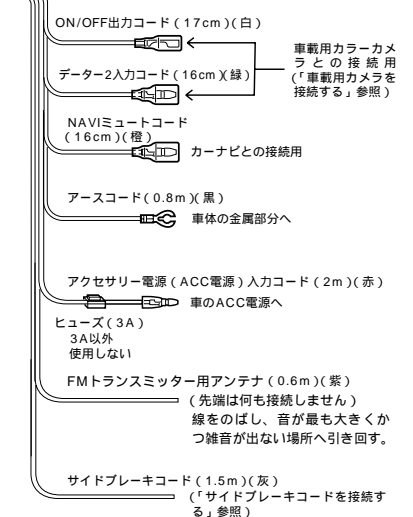 ON/OFF出力コード(17cm)(白)
車載用カラーカメ
ラとの接続用
(「車載用カメラを
接続する」参照)
データー2入力コード(16cm)(緑)
NAVIミュートコード
(16cm)(橙)
カーナビとの接続用
アースコード(0.8m)(黒)
車体の金属部分へ
アクセサリー電源(ACC電源)入力コード(2m)(赤)
車のACC電源へ
ヒューズ(3A)
3A以外
使用しない
FMトランスミッター用アンテナ(0.6m)(紫)
(先端は何も接続しません)
線をのばし、音が最も大きくか
つ雑音が出ない場所へ引き回す。
サイドブレーキコード(1.5m)(灰)
(「サイドブレーキコードを接続す
る」参照)